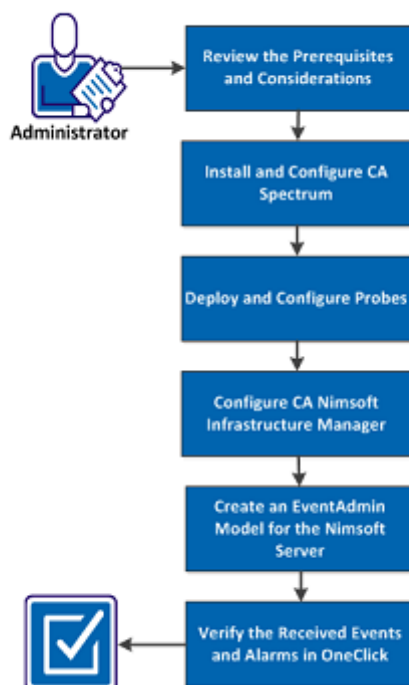 Administrator
Review the Prerequisites
and Considerations
Install and Configure CA
Spectrum
Deploy and Configure Probes
Configure CA Nimsoft
Infrastructure Manager
Create an EventAdmin
Model for the Nimsoft
Server
Verify the Received Events
and Alarms in OneClick